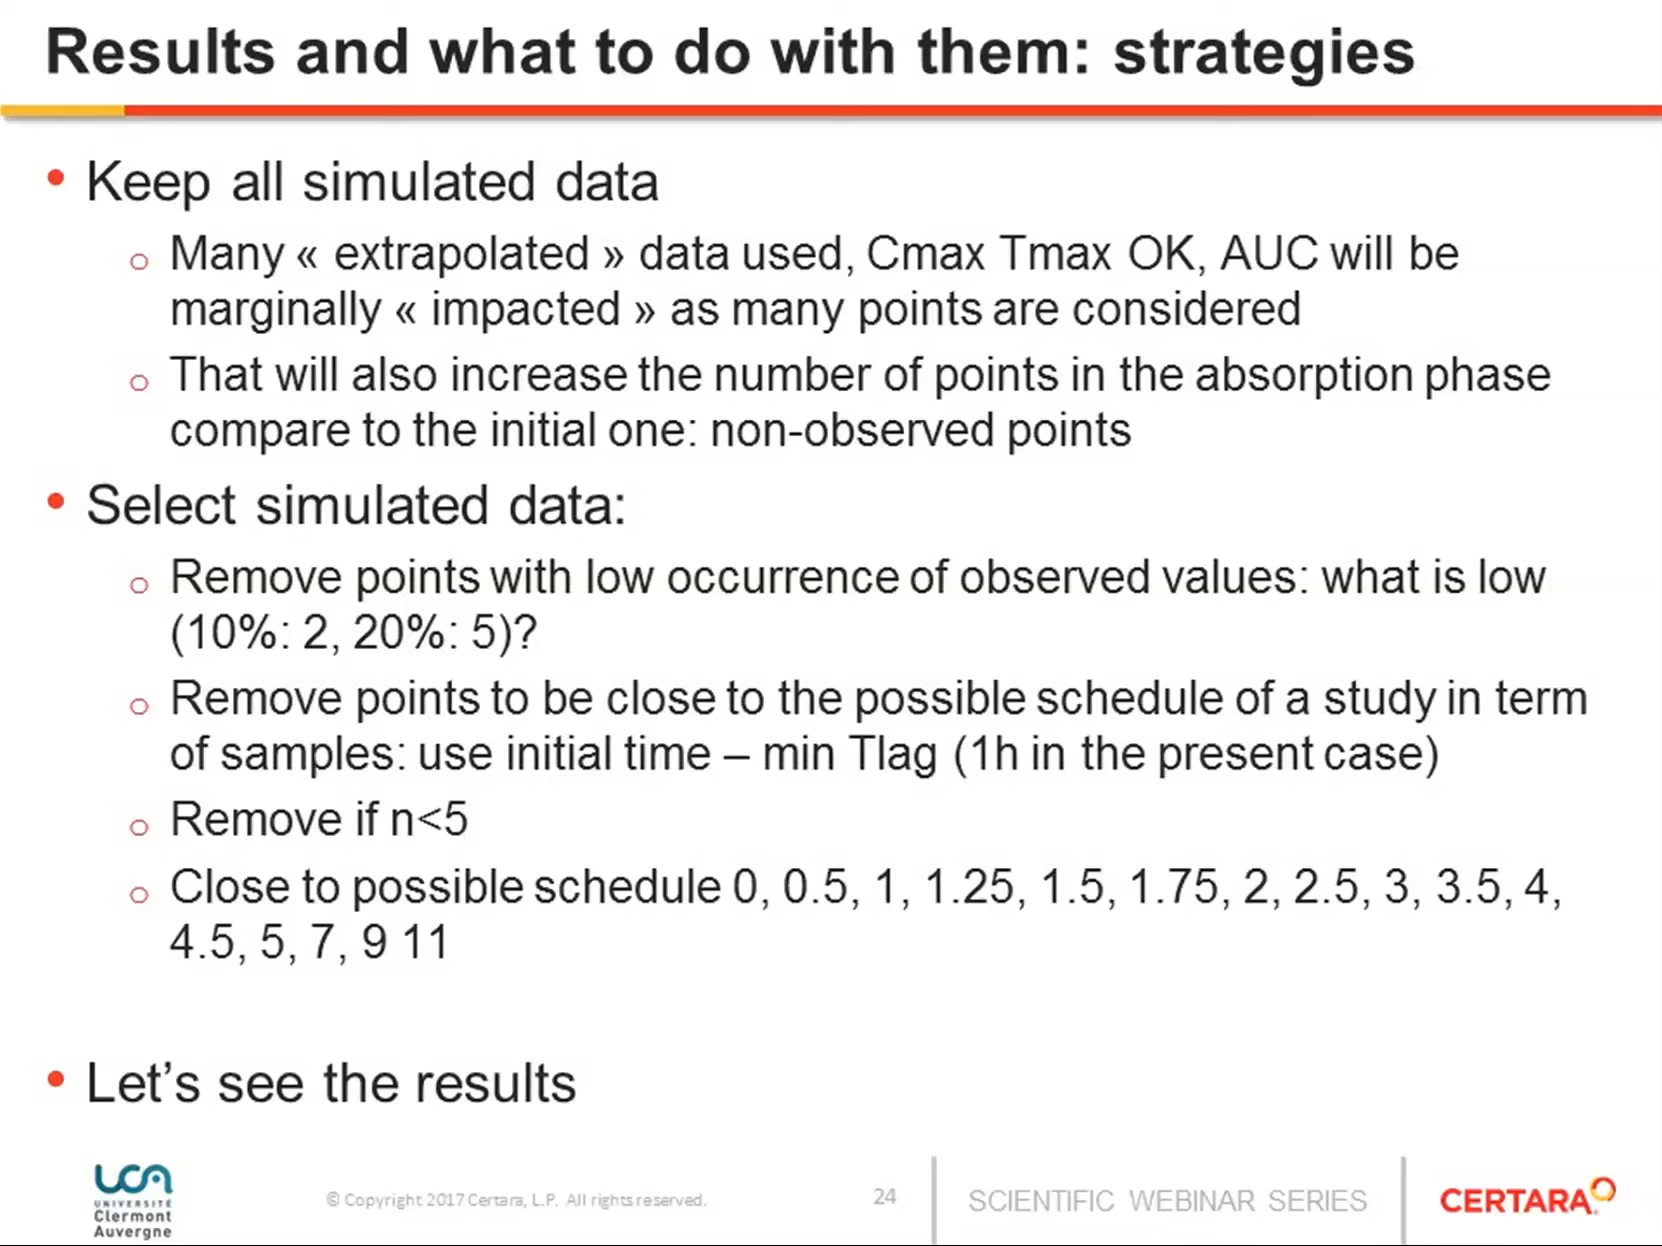 Results and what to do with them: strategies
• Keep all simulated data
o Many « extrapolated » data used, Cmax Tmax OK, AUC will be
marginally « impacted » as many points are considered
o That will also increase the number of points in the absorption phase
compare to the initial one: non-observed points
• Select simulated data:
o Remove points with low occurrence of observed values: what is low
(10%: 2, 20%: 5)?
o Remove points to be close to the possible schedule of a study in term
of samples: use initial time – min Tlag (1h in the present case)
o Remove if n<5
o Close to possible schedule 0, 0.5, 1, 1.25, 1.5, 1.75, 2, 2.5, 3, 3.5, 4,
4.5, 5, 7, 9 11
• Let's see the results
UCA
UNIVERSITÉ
Clermont
Auvergne
© Copyright 2017 Certara, L.P. All rights reserved.
24
SCIENTIFIC WEBINAR SERIES
CERTARA